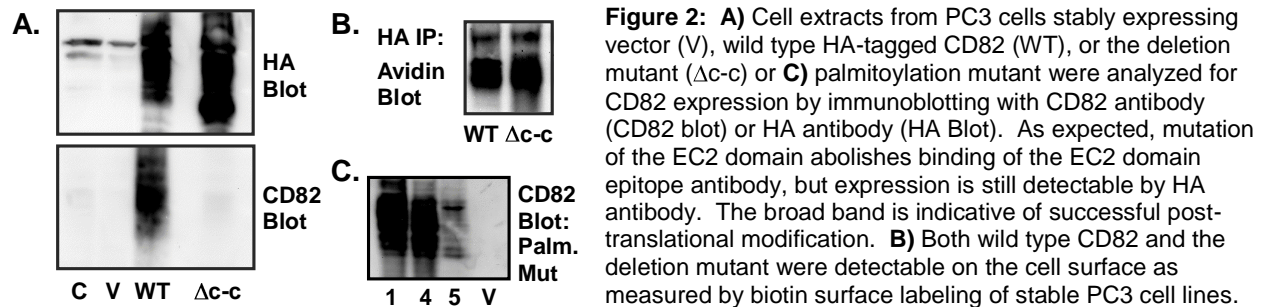 A.
HA
Blot
CD82
Blot
C V WT Δc-c
B.
HA IP:
Avidin
Blot
WT Δc-c
C.
CD82
Blot:
Palm.
Mut
1 4 5 V
Figure 2: A) Cell extracts from PC3 cells stably expressing
vector (V), wild type HA-tagged CD82 (WT), or the deletion
mutant (Δc-c) or C) palmitoylation mutant were analyzed for
CD82 expression by immunoblotting with CD82 antibody
(CD82 blot) or HA antibody (HA Blot). As expected, mutation
of the EC2 domain abolishes binding of the EC2 domain
epitope antibody, but expression is still detectable by HA
antibody. The broad band is indicative of successful post-
translational modification. B) Both wild type CD82 and the
deletion mutant were detectable on the cell surface as
measured by biotin surface labeling of stable PC3 cell lines.